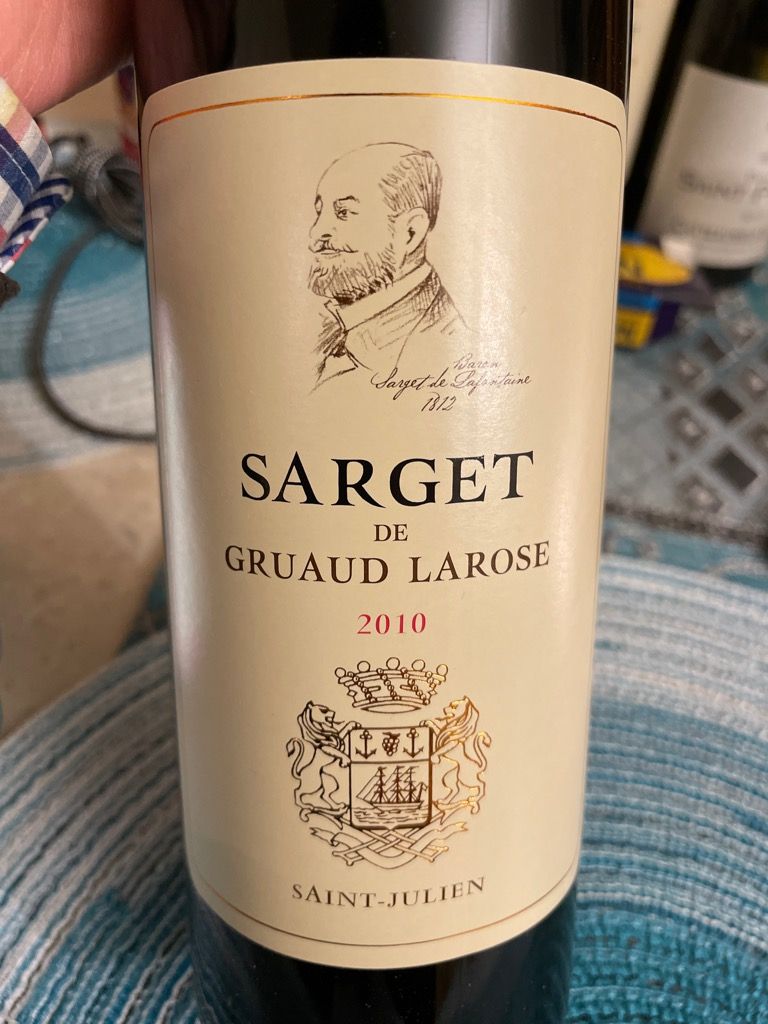 Baron
Sarget de Lafontaine
1812
SARGET
DE
GRUAUD LAROSE
2010
SAINT-JULIEN